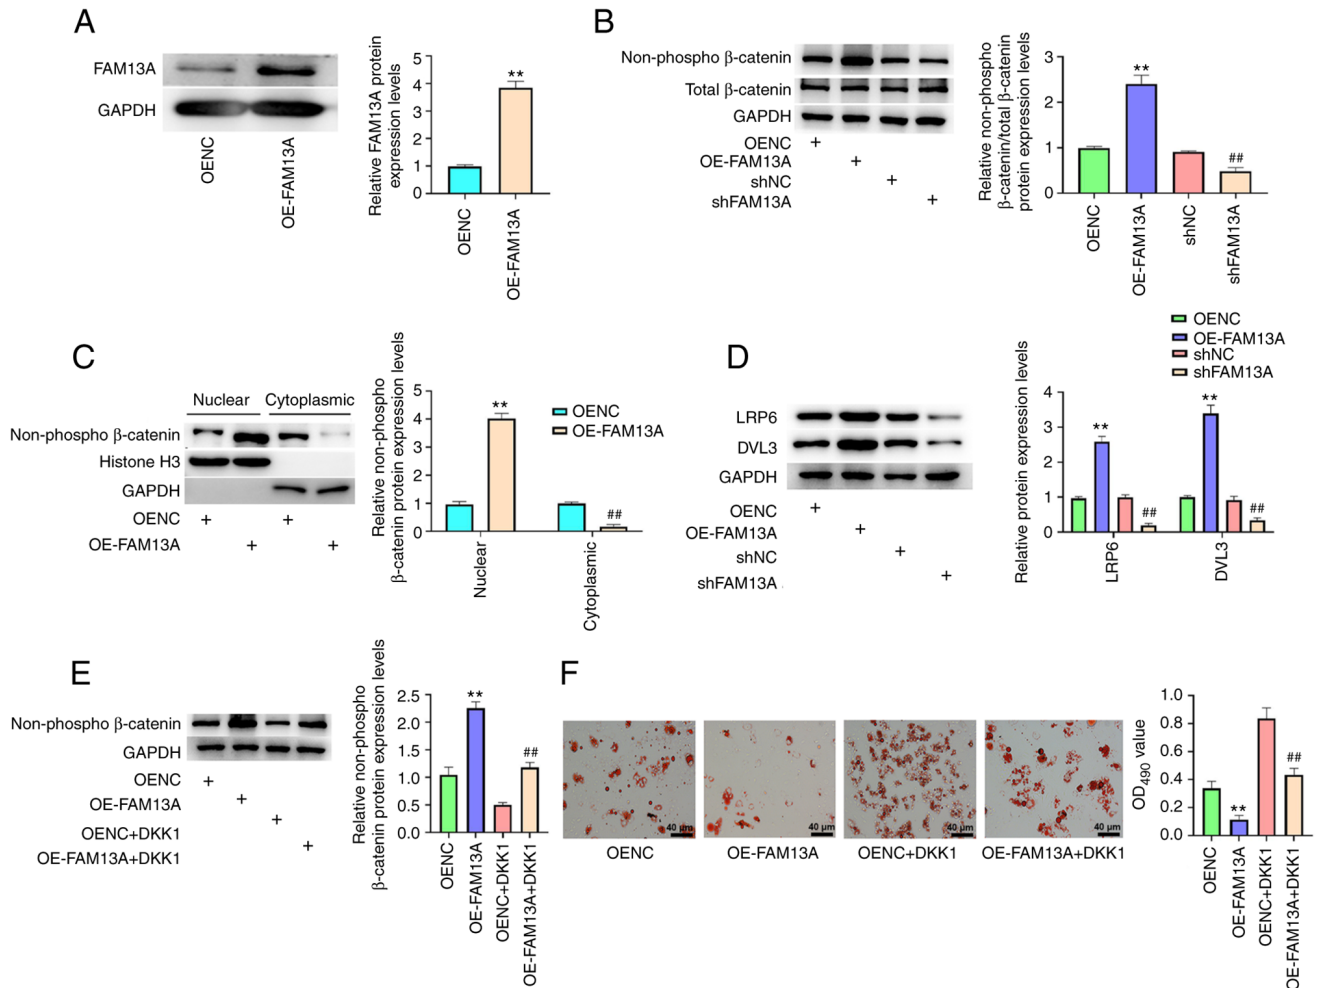 A
FAM13A
GAPDH
OENC
OE-FAM13A
Relative FAM13A protein
expression levels
5
4
3
2
1
0
**
OENC
OE-FAM13A
B
Non-phospho β-catenin
Total β-catenin
GAPDH
OENC +
OE-FAM13A +
shNC +
shFAM13A +
Relative non-phospho
β-catenin/total β-catenin
protein expression levels
3
2
1
0
**
##
OENC
OE-FAM13A
shNC
shFAM13A
C
Nuclear Cytoplasmic
Non-phospho β-catenin
Histone H3
GAPDH
OENC + +
OE-FAM13A + +
Relative non-phospho
β-catenin protein expression levels
5
4
3
2
1
0
**
##
Nuclear
Cytoplasmic
OENC
OE-FAM13A
D
LRP6
DVL3
GAPDH
OENC +
OE-FAM13A +
shNC +
shFAM13A +
OENC
OE-FAM13A
shNC
shFAM13A
Relative protein expression levels
4
3
2
1
0
**
##
**
##
LRP6
DVL3
E
Non-phospho β-catenin
GAPDH
OENC +
OE-FAM13A +
OENC+DKK1 +
OE-FAM13A+DKK1 +
Relative non-phospho
β-catenin protein expression levels
2.5
2.0
1.5
1.0
0.5
0.0
**
##
OENC
OE-FAM13A
OENC+DKK1
OE-FAM13A+DKK1
F
40 µm
40 µm
40 µm
40 µm
OENC
OE-FAM13A
OENC+DKK1
OE-FAM13A+DKK1
OD490 value
1.0
0.8
0.6
0.4
0.2
0.0
**
##
OENC
OE-FAM13A
OENC+DKK1
OE-FAM13A+DKK1